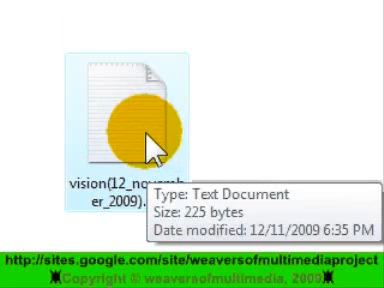 vision(12_novemb
er_2009).
Type: Text Document
Size: 225 bytes
Date modified: 12/11/2009 6:35 PM
http://sites.google.com/site/weaversofmultimediaproject
Copyright © weaversofmultimedia, 2009